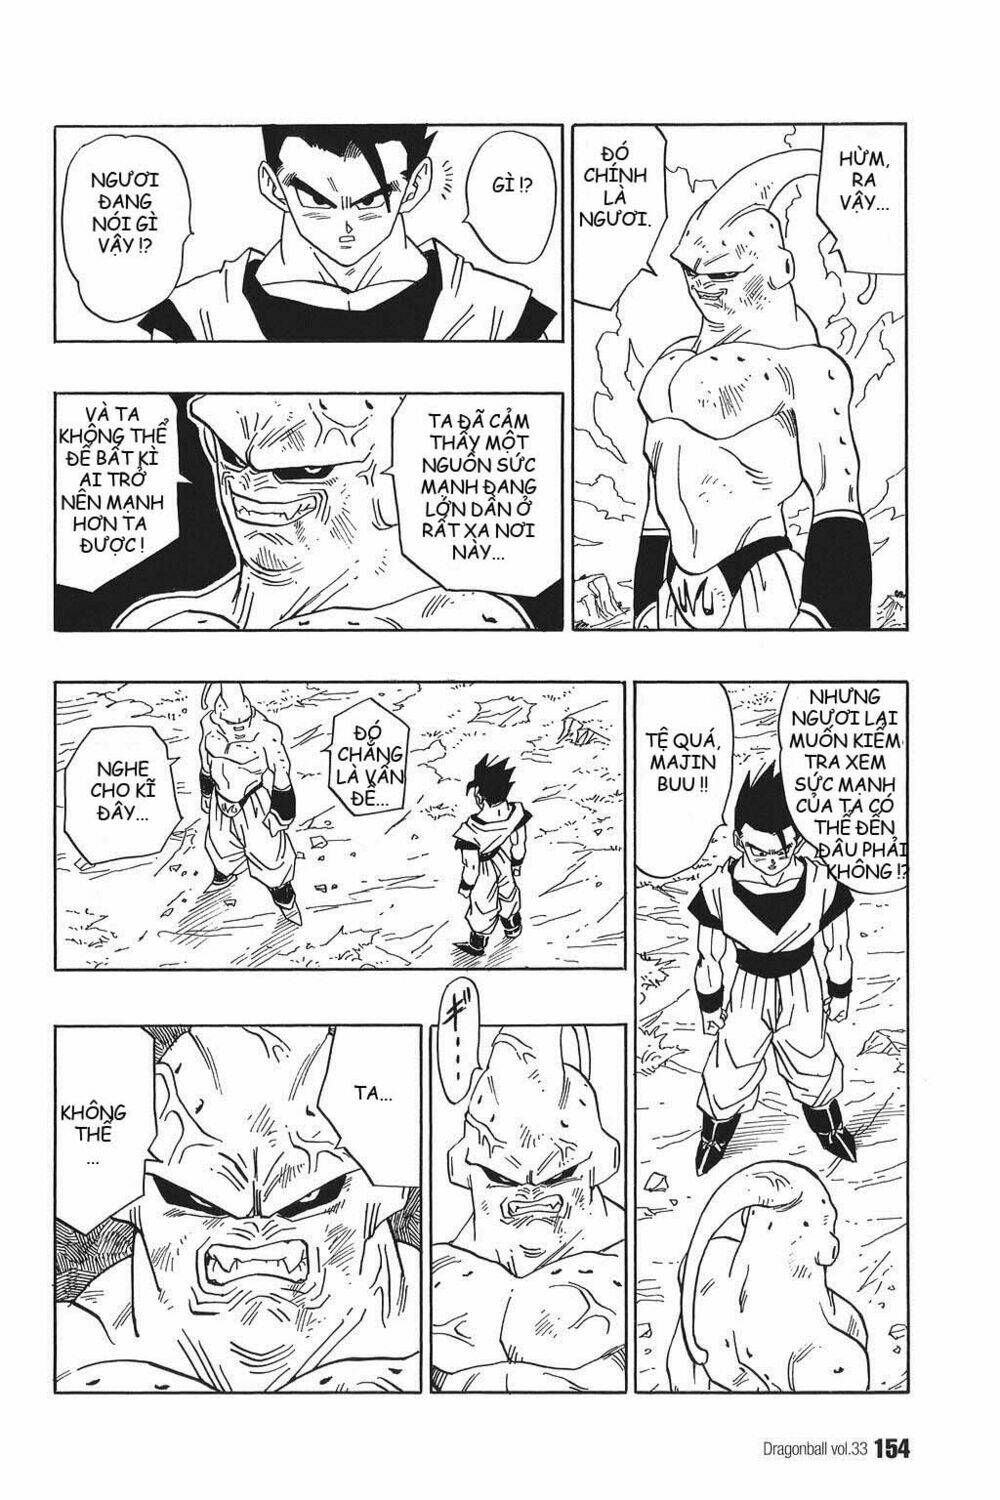 HỪM,
RA
VẬY...
ĐÓ
CHÍNH
LÀ
NGƯƠI.
GÌ !?
NGƯƠI
ĐANG
NÓI GÌ
VẬY !?
TA ĐÃ CẢM
THẤY MỘT
NGUỒN SỨC
MẠNH ĐANG
LỚN DẦN Ở
RẤT XA NƠI
NÀY...
VÀ TA
KHÔNG THỂ
ĐỂ BẤT KÌ
AI TRỞ
NÊN MẠNH
HƠN TA
ĐƯỢC !
NHƯNG
NGƯƠI LẠI
MUỐN KIỂM
TRA XEM
SỨC MẠNH
CỦA TA CÓ
THỂ ĐẾN
ĐÂU PHẢI
KHÔNG !?
TỆ QUÁ,
MAJIN
BUU !!
ĐÓ
CHẲNG
LÀ VẤN
ĐỀ...
NGHE
CHO KĨ
ĐÂY...
ギ......
TA...
KHÔNG
THỂ
...
Dragonball vol.33 154